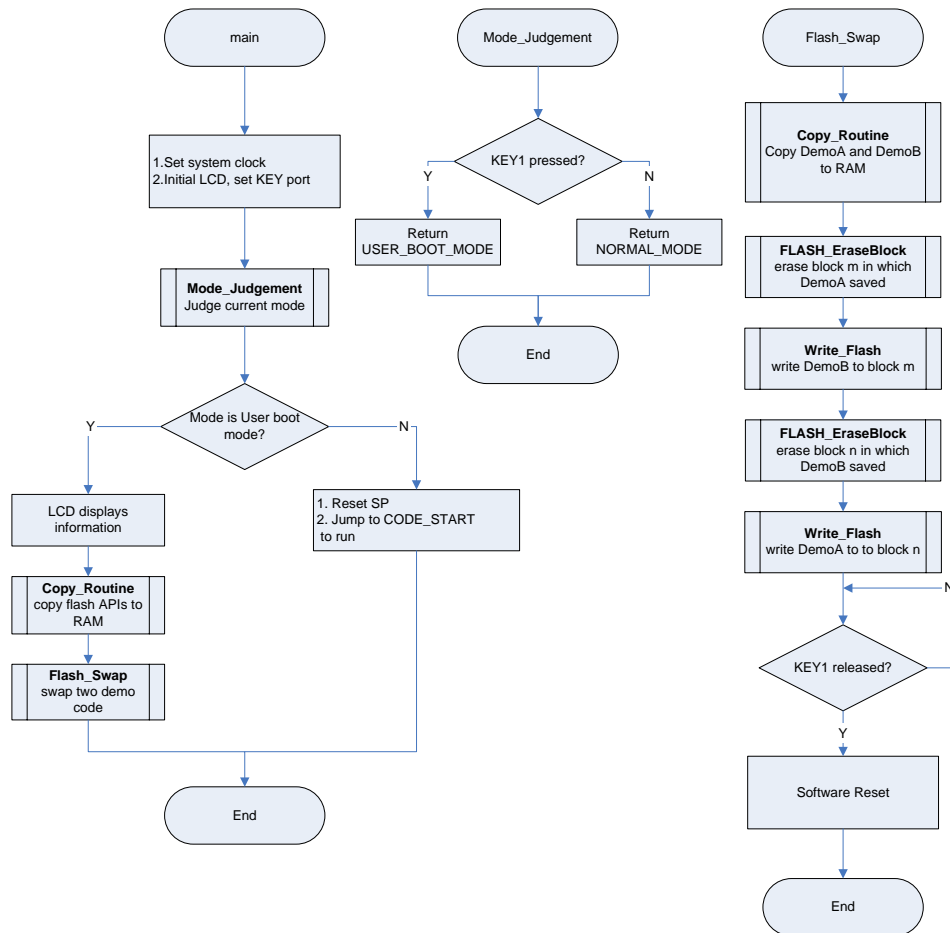 main
1.Set system clock
2.Initial LCD, set KEY port
Mode_Judgement
Judge current mode
Mode is User boot
mode?
Y
N
LCD displays
information
Copy_Routine
copy flash APIs to
RAM
Flash_Swap
swap two demo
code
1. Reset SP
2. Jump to CODE_START
to run
End
Mode_Judgement
KEY1 pressed?
Y
N
Return
USER_BOOT_MODE
Return
NORMAL_MODE
End
Flash_Swap
Copy_Routine
Copy DemoA and DemoB
to RAM
FLASH_EraseBlock
erase block m in which
DemoA saved
Write_Flash
write DemoB to block m
FLASH_EraseBlock
erase block n in which
DemoB saved
Write_Flash
write DemoA to to block n
N
KEY1 released?
Y
Software Reset
End